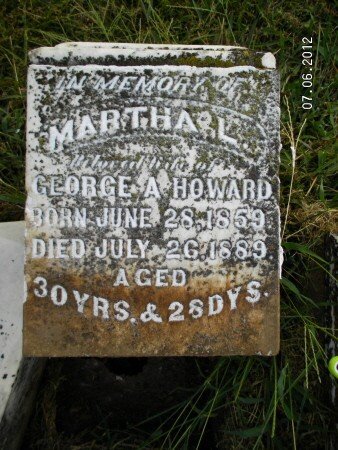 IN MEMORY OF
MARTHA L.
GEORGE A. HOWARD
BORN JUNE 28, 1859
DIED JULY 26, 1889.
AGED
30 YRS. & 28 DYS.
07.06.2012